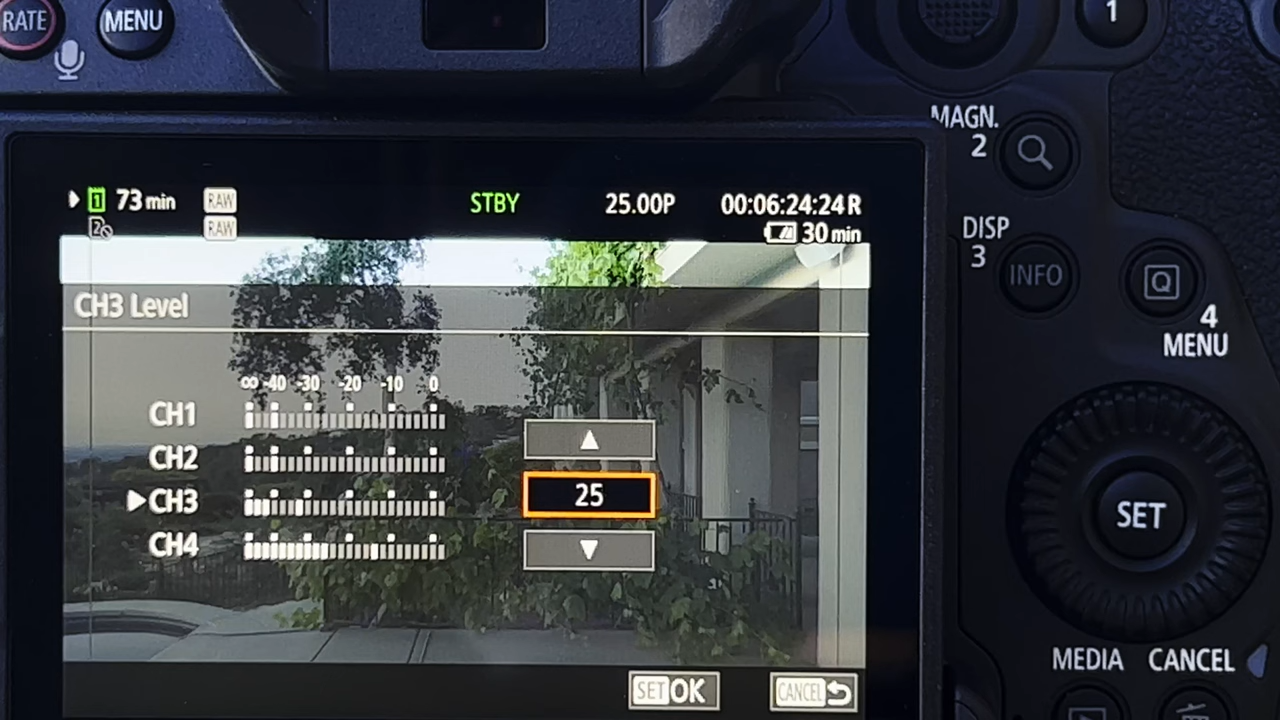 RATE
MENU
1
MAGN.
2
1 73 min RAW STBY 25.00P 00:06:24:24 R
2 RAW 30 min
DISP
3
INFO
Q
4
MENU
CH3 Level
∞ -40 -30 -20 -10 0
CH1
CH2
CH3 25
CH4
SET
SET OK CANCEL
MEDIA CANCEL